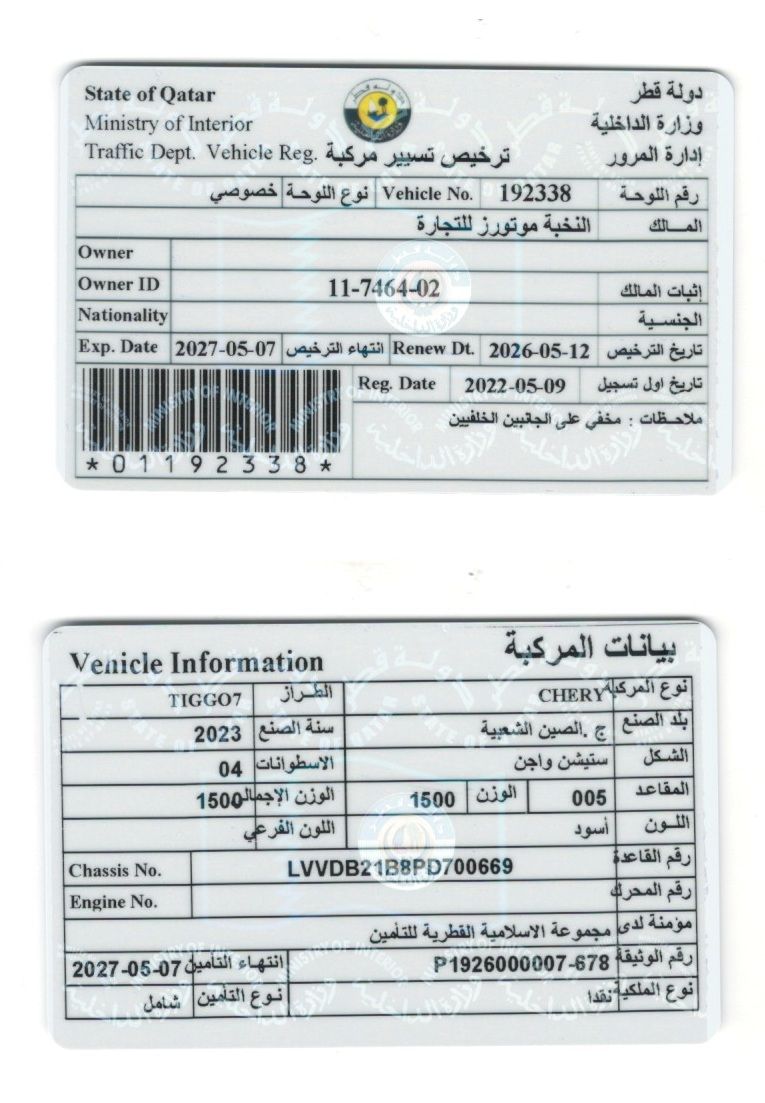 State of Qatar دولة قطر
Ministry of Interior وزارة الداخلية
Traffic Dept. Vehicle Reg. ترخيص تسيير مركبة إدارة المرور
رقم اللوحة 192338 Vehicle No. نوع اللوحة خصوصي
المـــالك النخبة موتورز للتجارة
Owner
Owner ID 11-7464-02 إثبات المالك
Nationality الجنســية
Exp. Date 2027-05-07 انتهاء الترخيص Renew Dt. 2026-05-12 تاريخ الترخيص
Reg. Date 2022-05-09 تاريخ اول تسجيل
ملاحظات : مخفي على الجانبين الخلفيين
*011923338*
Vehicle Information بيانات المركبة
نوع المركبة CHERY الطــراز TIGGO7
بلد الصنع ج .الصين الشعبية سنة الصنع 2023
الشكل ستيشن واجن الاسطوانات 04
المقاعد 005 الوزن 1500 الوزن الإجمالي 1500
اللــون أسود اللون الفرعي
Chassis No. LVVDB21B8PD700669 رقم القاعدة
Engine No. رقم المحرك
مؤمنة لدى مجموعة الاسلامية القطرية للتأمين
رقم الوثيقة P1926000007-678 انتهاء التأمين 2027-05-07
نوع الملكية نقدا نوع التأمين شامل